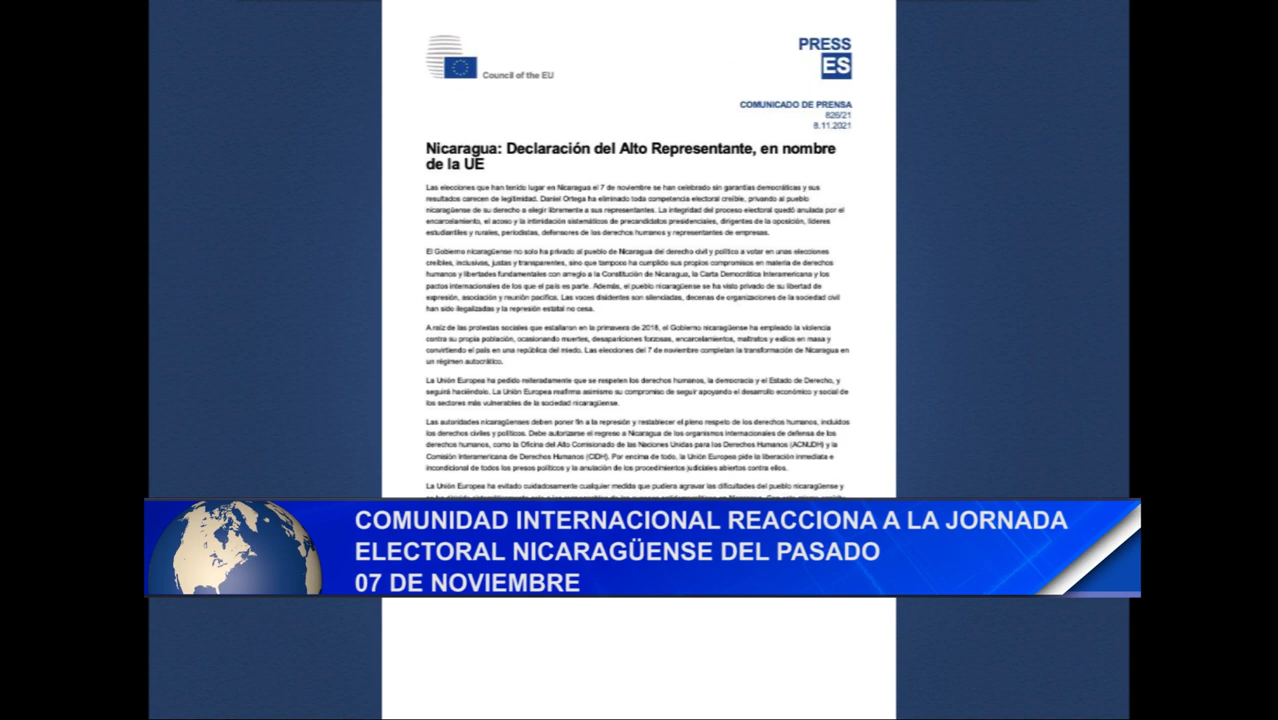 Council of the EU
PRESS
ES
COMUNICADO DE PRENSA
826/21
8.11.2021
Nicaragua: Declaración del Alto Representante, en nombre
de la UE
Las elecciones que han tenido lugar en Nicaragua el 7 de noviembre se han celebrado sin garantías democráticas y sus
resultados carecen de legitimidad. Daniel Ortega ha eliminado toda competencia electoral creíble, privando al pueblo
nicaragüense de su derecho a elegir libremente a sus representantes. La integridad del proceso electoral quedó anulada por el
encarcelamiento, el acoso y la intimidación sistemáticos de precandidatos presidenciales, dirigentes de la oposición, líderes
estudiantiles y rurales, periodistas, defensores de los derechos humanos y representantes de empresas.
El Gobierno nicaragüense no solo ha privado al pueblo de Nicaragua del derecho civil y político a votar en unas elecciones
creíbles, inclusivas, justas y transparentes, sino que tampoco ha cumplido sus propios compromisos en materia de derechos
humanos y libertades fundamentales con arreglo a la Constitución de Nicaragua, la Carta Democrática Interamericana y los
pactos internacionales de los que el país es parte. Además, el pueblo nicaragüense se ha visto privado de su libertad de
expresión, asociación y reunión pacífica. Las voces disidentes son silenciadas, decenas de organizaciones de la sociedad civil
han sido ilegalizadas y la represión estatal no cesa.
A raíz de las protestas sociales que estallaron en la primavera de 2018, el Gobierno nicaragüense ha empleado la violencia
contra su propia población, ocasionando muertes, desapariciones forzosas, encarcelamientos, maltratos y exilios en masa y
convirtiendo el país en una república del miedo. Las elecciones del 7 de noviembre completan la transformación de Nicaragua en
un régimen autocrático.
La Unión Europea ha pedido reiteradamente que se respeten los derechos humanos, la democracia y el Estado de Derecho, y
seguirá haciéndolo. La Unión Europea reafirma asimismo su compromiso de seguir apoyando el desarrollo económico y social de
los sectores más vulnerables de la sociedad nicaragüense.
Las autoridades nicaragüenses deben poner fin a la represión y restablecer el pleno respeto de los derechos humanos, incluidos
los derechos civiles y políticos. Debe autorizarse el regreso a Nicaragua de los organismos internacionales de defensa de los
derechos humanos, como la Oficina del Alto Comisionado de las Naciones Unidas para los Derechos Humanos (ACNUDH) y la
Comisión Interamericana de Derechos Humanos (CIDH). Por encima de todo, la Unión Europea pide la liberación inmediata e
incondicional de todos los presos políticos y la anulación de los procedimientos judiciales abiertos contra ellos.
La Unión Europea ha evitado cuidadosamente cualquier medida que pudiera agravar las dificultades del pueblo nicaragüense y
COMUNIDAD INTERNACIONAL REACCIONA A LA JORNADA
ELECTORAL NICARAGÜENSE DEL PASADO
07 DE NOVIEMBRE